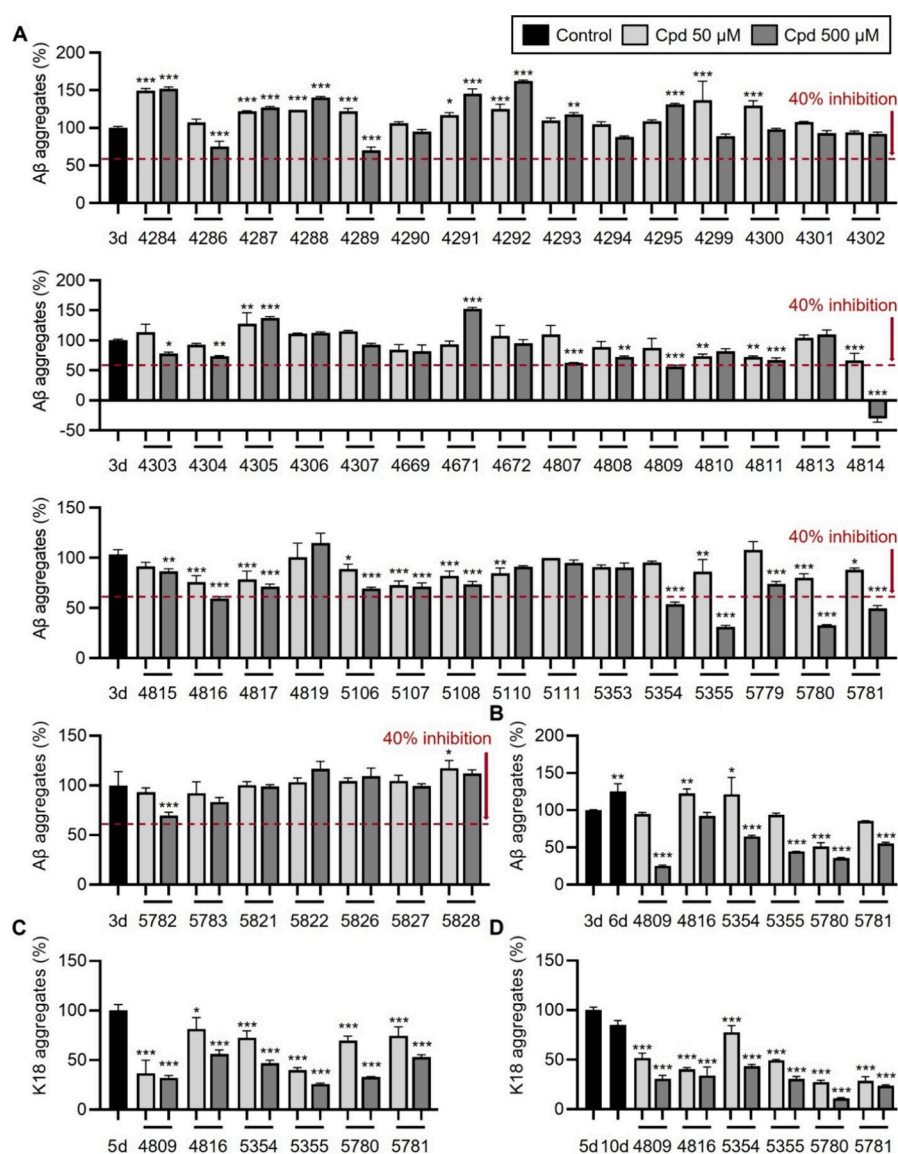 Control Cpd 50 µM Cpd 500 µM
A
Aβ aggregates (%)
200
150
100
50
0
*** *** *** *** *** *** *** *** *** * *** *** *** ** *** *** ***
40% inhibition
3d 4284 4286 4287 4288 4289 4290 4291 4292 4293 4294 4295 4299 4300 4301 4302
Aβ aggregates (%)
200
150
100
50
0
-50
* ** ** *** *** *** ** *** ** ** *** *** ***
40% inhibition
3d 4303 4304 4305 4306 4307 4669 4671 4672 4807 4808 4809 4810 4811 4813 4814
Aβ aggregates (%)
150
100
50
0
** *** *** *** *** * *** *** *** *** *** ** *** ** *** *** *** *** * ***
40% inhibition
3d 4815 4816 4817 4819 5106 5107 5108 5110 5111 5353 5354 5355 5779 5780 5781
Aβ aggregates (%)
150
100
50
0
*** *
40% inhibition
3d 5782 5783 5821 5822 5826 5827 5828
B
Aβ aggregates (%)
200
150
100
50
0
** *** ** * *** *** *** *** ***
3d 6d 4809 4816 5354 5355 5780 5781
C
K18 aggregates (%)
150
100
50
0
*** *** * *** *** *** *** *** *** *** *** ***
5d 4809 4816 5354 5355 5780 5781
D
K18 aggregates (%)
150
100
50
0
*** *** *** *** *** *** *** *** *** *** *** ***
5d 10d 4809 4816 5354 5355 5780 5781